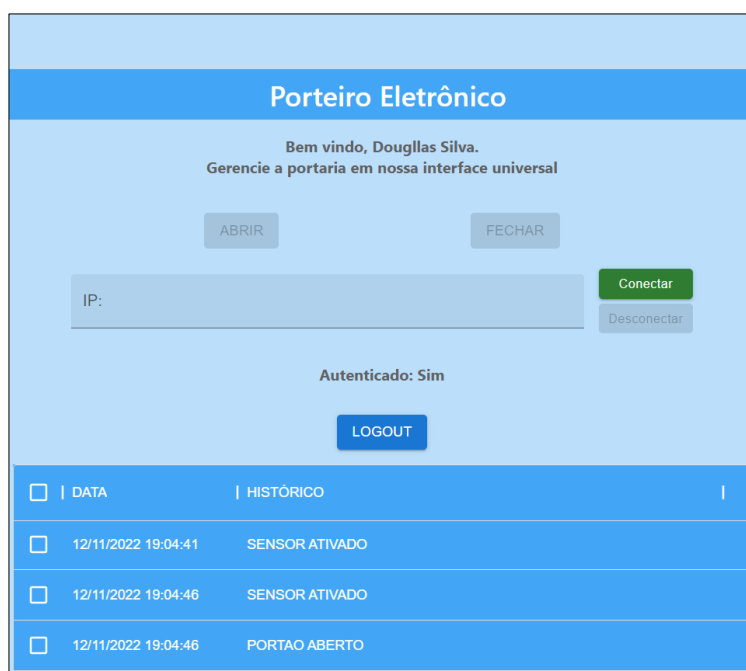 Porteiro Eletrônico
Bem vindo, Dougllas Silva.
Gerencie a portaria em nossa interface universal
ABRIR FECHAR
IP: Conectar
Desconectar
Autenticado: Sim
LOGOUT
DATA HISTÓRICO
12/11/2022 19:04:41 SENSOR ATIVADO
12/11/2022 19:04:46 SENSOR ATIVADO
12/11/2022 19:04:46 PORTAO ABERTO